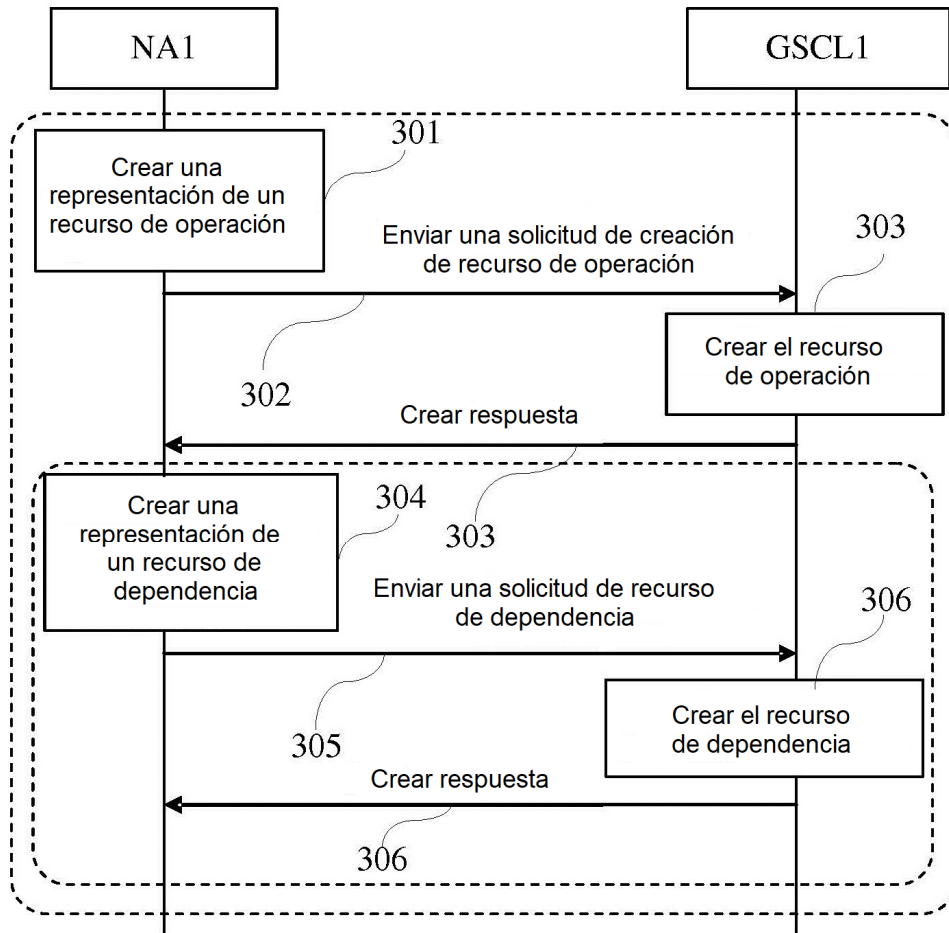 NA1
GSCL1
301
Crear una
representación de un
recurso de operación
Enviar una solicitud de creación
de recurso de operación
303
302
Crear el recurso
de operación
Crear respuesta
303
Crear una
representación de
un recurso de
dependencia
304
Enviar una solicitud de recurso
de dependencia
306
305
Crear el recurso
de dependencia
Crear respuesta
306